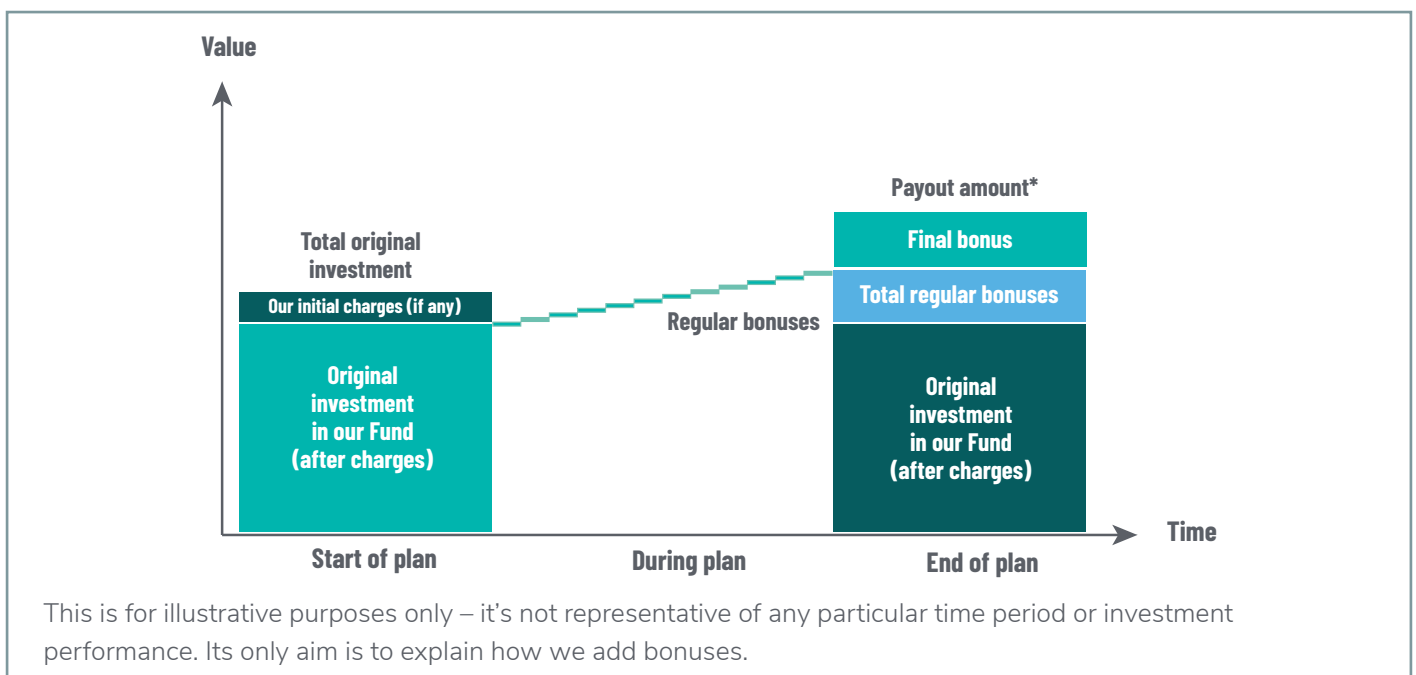 Value
Payout amount*
Final bonus
Total original
investment
Our initial charges (if any)
Total regular bonuses
Regular bonuses
Original
investment
in our Fund
(after charges)
Original
investment
in our Fund
(after charges)
Time
Start of plan
During plan
End of plan
This is for illustrative purposes only – it's not representative of any particular time period or investment
performance. Its only aim is to explain how we add bonuses.